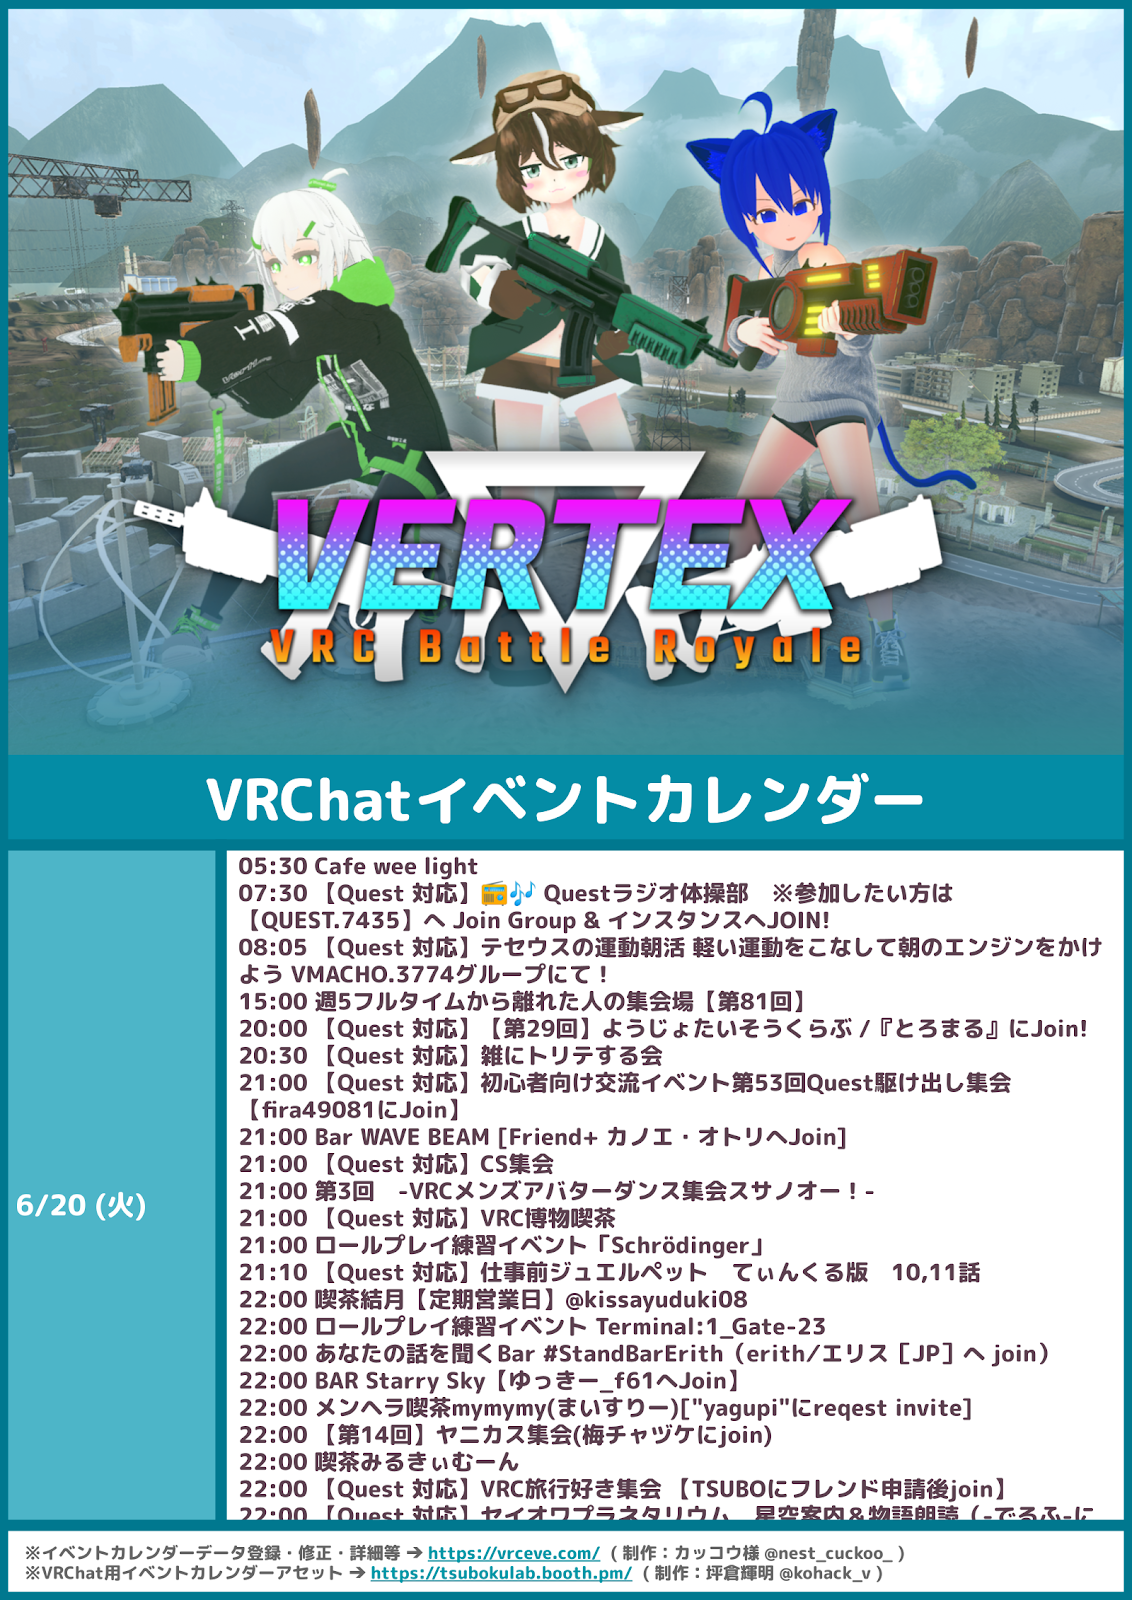 VERTEX
VRC Battle Royale
VRChatイベントカレンダー
6/20 (火)
05:30 Cafe wee light
07:30 【Quest 対応】📻🎶 Questラジオ体操部　※参加したい方は
【QUEST.7435】へ Join Group & インスタンスへJOIN!
08:05 【Quest 対応】テセウスの運動朝活 軽い運動をこなして朝のエンジンをかけ
よう VMACHO.3774グループにて！
15:00 週5フルタイムから離れた人の集会場【第81回】
20:00 【Quest 対応】【第29回】ようじょたいそうくらぶ /『とろまる』にJoin!
20:30 【Quest 対応】雑にトリテする会
21:00 【Quest 対応】初心者向け交流イベント第53回Quest駆け出し集会
【fira49081にJoin】
21:00 Bar WAVE BEAM [Friend+ カノエ・オトリへJoin]
21:00 【Quest 対応】CS集会
21:00 第3回　-VRCメンズアバターダンス集会スサノオー！-
21:00 【Quest 対応】VRC博物喫茶
21:00 ロールプレイ練習イベント「Schrödinger」
21:10 【Quest 対応】仕事前ジュエルペット　てぃんくる版　10,11話
22:00 喫茶結月【定期営業日】@kissayuduki08
22:00 ロールプレイ練習イベント Terminal:1_Gate-23
22:00 あなたの話を聞くBar #StandBarErith（erith/エリス［JP］へ join）
22:00 BAR Starry Sky【ゆっきー_f61へJoin】
22:00 メンヘラ喫茶mymymy(まいすりー)["yagupi"にreqest invite]
22:00 【第14回】ヤニカス集会(梅チャヅケにjoin)
22:00 喫茶みるきぃむーん
22:00 【Quest 対応】VRC旅行好き集会 【TSUBOにフレンド申請後join】
22:00 【Quest 対応】セイオワプラネタリウム　星空案内＆物語朗読（-でるふ-に
※イベントカレンダーデータ登録・修正・詳細等 ➔ https://vrceve.com/ ( 制作：カッコウ様 @nest_cuckoo_ )
※VRChat用イベントカレンダーアセット ➔ https://tsubokulab.booth.pm/ ( 制作：坪倉輝明 @kohack_v )